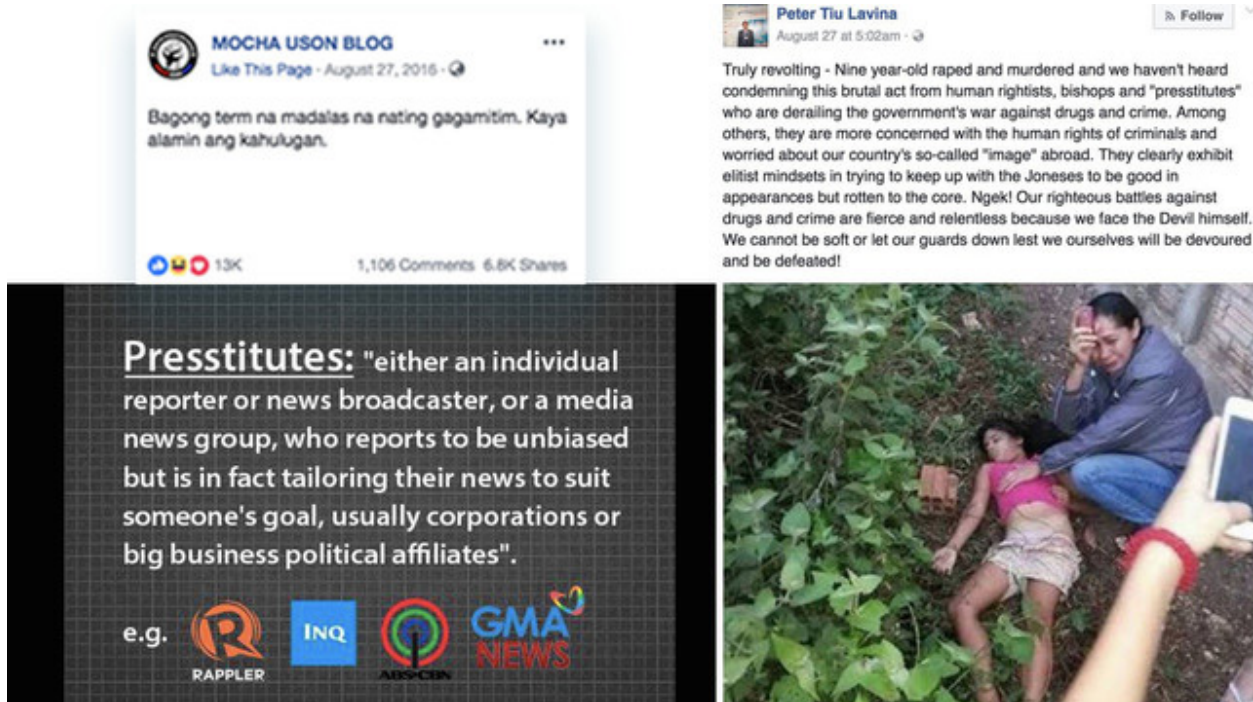 MOCHA USON BLOG
Like This Page · August 27, 2016 ·
Bagong term na madalas na nating gagamitim. Kaya
alamin ang kahulugan.
13K
1,106 Comments 6.8K Shares
Presstitutes: "either an individual
reporter or news broadcaster, or a media
news group, who reports to be unbiased
but is in fact tailoring their news to suit
someone's goal, usually corporations or
big business political affiliates".
e.g.
RAPPLER
INQ
ABS-CBN
GMA
NEWS
Peter Tiu Lavina
Follow
August 27 at 5:02am ·
Truly revolting - Nine year-old raped and murdered and we haven't heard
condemning this brutal act from human rightists, bishops and "presstitutes"
who are derailing the government's war against drugs and crime. Among
others, they are more concerned with the human rights of criminals and
worried about our country's so-called "image" abroad. They clearly exhibit
elitist mindsets in trying to keep up with the Joneses to be good in
appearances but rotten to the core. Ngek! Our righteous battles against
drugs and crime are fierce and relentless because we face the Devil himself.
We cannot be soft or let our guards down lest we ourselves will be devoured
and be defeated!